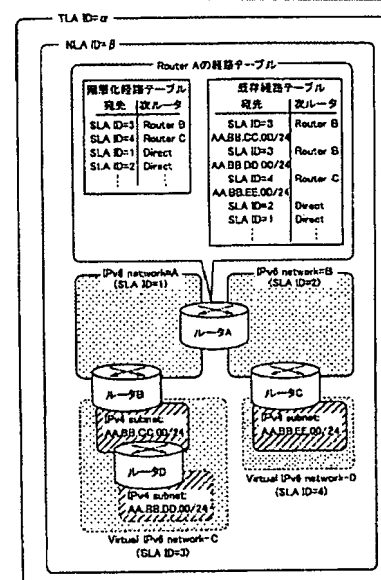 TLA ID=α
NLA ID=β
Router Aの経路テーブル
階層化経路テーブル
宛先 次ルータ
SLA ID=3 Router B
SLA ID=4 Router C
SLA ID=1 Direct
SLA ID=2 Direct
既存経路テーブル
宛先 次ルータ
SLA ID=3 Router B
AA.BB.CC.00/24
SLA ID=3 Router B
AA.BB.DD.00/24
SLA ID=4 Router C
AA.BB.EE.00/24
SLA ID=2 Direct
SLA ID=1 Direct
IPv6 network=A
(SLA ID=1)
IPv6 network=B
(SLA ID=2)
ルータA
ルータB
ルータC
IPv4 subnet:
AA.BB.CC.00/24
IPv4 subnet:
AA.BB.EE.00/24
ルータD
IPv4 subnet:
AA.BB.DD.00/24
Virtual IPv6 network-D
(SLA ID=4)
Virtual IPv6 network-C
(SLA ID=3)